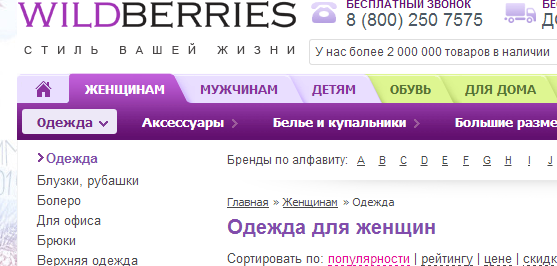 WILDBERRIES
СТИЛЬ ВАШЕЙ ЖИЗНИ
БЕСПЛАТНЫЙ ЗВОНОК
8 (800) 250 7575
У нас более 2 000 000 товаров в наличии
ЖЕНЩИНАМ МУЖЧИНАМ ДЕТЯМ ОБУВЬ ДЛЯ ДОМА
Одежда Аксессуары Белье и купальники Большие разме
Одежда
Блузки, рубашки
Болеро
Для офиса
Брюки
Верхняя одежда
Бренды по алфавиту: A B C D E F G H I J
Главная » Женщинам » Одежда
Одежда для женщин
Сортировать по: популярности | рейтингу | цене | скидк